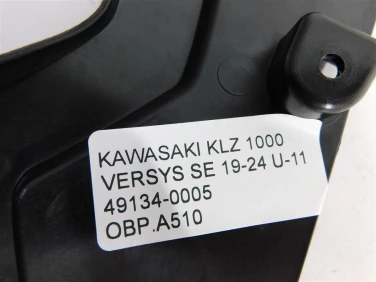 KAWASAKI KLZ 1000
VERSYS SE 19-24 U-11
49134-0005
OBP.A510